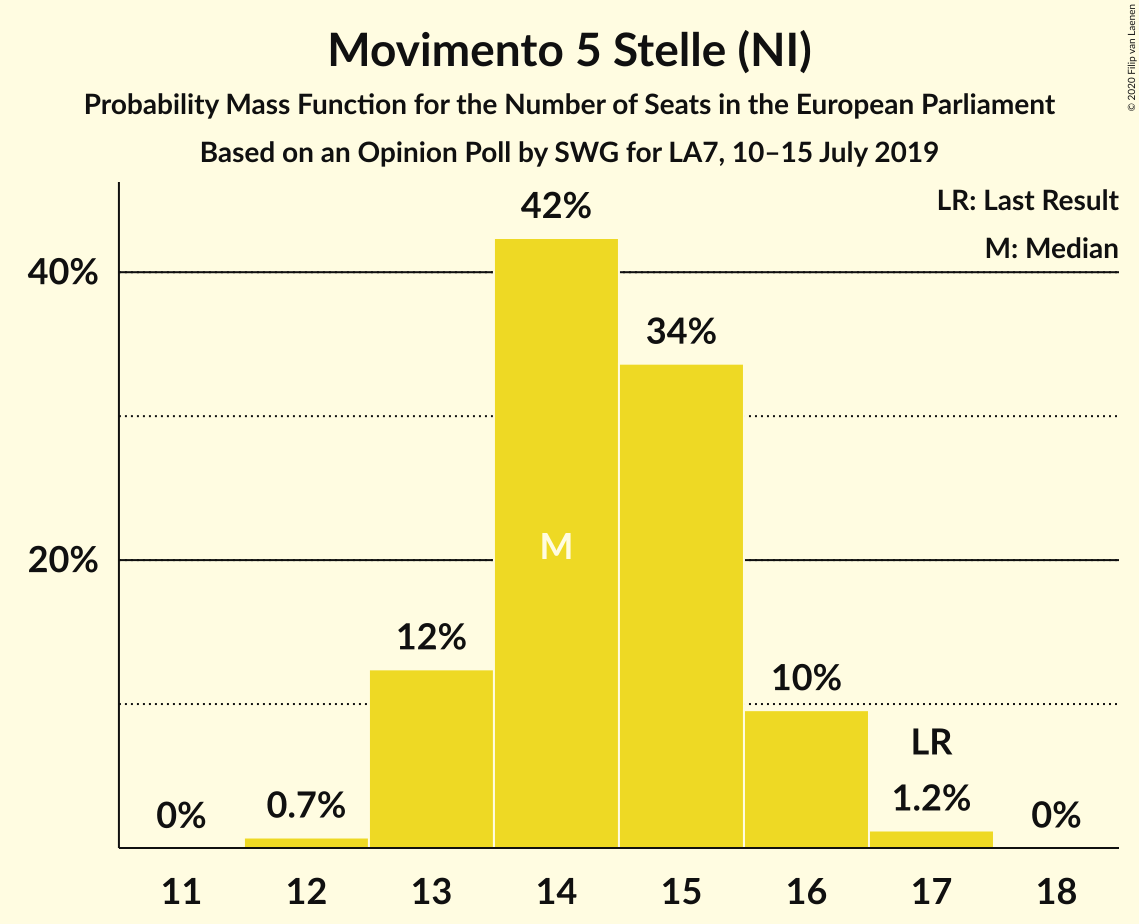 Movimento 5 Stelle (NI)
Probability Mass Function for the Number of Seats in the European Parliament
Based on an Opinion Poll by SWG for LA7, 10–15 July 2019
© 2020 Filip van Laenen
LR: Last Result
M: Median
40%
20%
0%
0.7%
12%
42%
M
34%
10%
LR
1.2%
0%
11 12 13 14 15 16 17 18